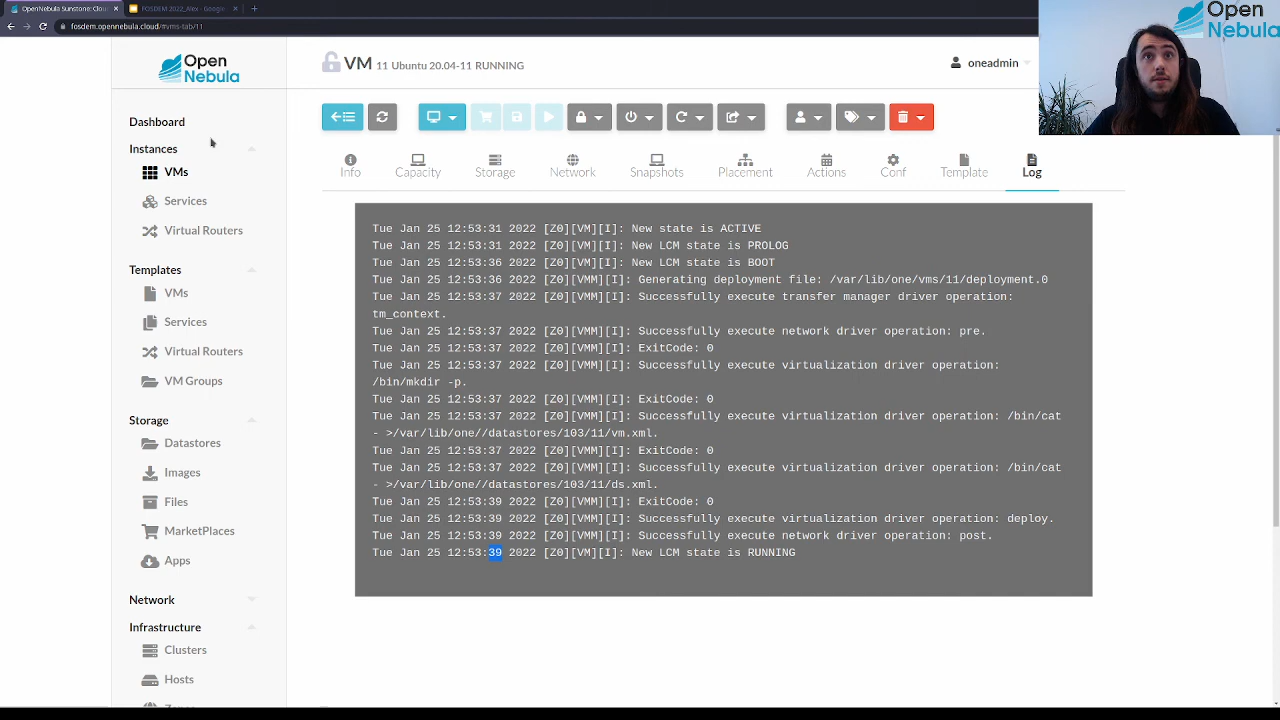 OpenNebula Sunstone: Clou
FOSDEM 2022_Alex - Google
fosdem.opennebula.cloud/#vms-tab/11
Open
Nebula
Open
Nebula
VM 11 Ubuntu 20.04-11 RUNNING
oneadmin
Dashboard
Instances
VMs
Services
Virtual Routers
Templates
VMs
Services
Virtual Routers
VM Groups
Storage
Datastores
Images
Files
MarketPlaces
Apps
Network
Infrastructure
Clusters
Hosts
Info
Capacity
Storage
Network
Snapshots
Placement
Actions
Conf
Template
Log
Tue Jan 25 12:53:31 2022 [Z0][VM][I]: New state is ACTIVE
Tue Jan 25 12:53:31 2022 [Z0][VM][I]: New LCM state is PROLOG
Tue Jan 25 12:53:36 2022 [Z0][VM][I]: New LCM state is BOOT
Tue Jan 25 12:53:36 2022 [Z0][VMM][I]: Generating deployment file: /var/lib/one/vms/11/deployment.0
Tue Jan 25 12:53:37 2022 [Z0][VMM][I]: Successfully execute transfer manager driver operation:
tm_context.
Tue Jan 25 12:53:37 2022 [Z0][VMM][I]: Successfully execute network driver operation: pre.
Tue Jan 25 12:53:37 2022 [Z0][VMM][I]: ExitCode: 0
Tue Jan 25 12:53:37 2022 [Z0][VMM][I]: Successfully execute virtualization driver operation:
/bin/mkdir -p.
Tue Jan 25 12:53:37 2022 [Z0][VMM][I]: ExitCode: 0
Tue Jan 25 12:53:37 2022 [Z0][VMM][I]: Successfully execute virtualization driver operation: /bin/cat
- >/var/lib/one//datastores/103/11/vm.xml.
Tue Jan 25 12:53:37 2022 [Z0][VMM][I]: ExitCode: 0
Tue Jan 25 12:53:37 2022 [Z0][VMM][I]: Successfully execute virtualization driver operation: /bin/cat
- >/var/lib/one//datastores/103/11/ds.xml.
Tue Jan 25 12:53:39 2022 [Z0][VMM][I]: ExitCode: 0
Tue Jan 25 12:53:39 2022 [Z0][VMM][I]: Successfully execute virtualization driver operation: deploy.
Tue Jan 25 12:53:39 2022 [Z0][VMM][I]: Successfully execute network driver operation: post.
Tue Jan 25 12:53:39 2022 [Z0][VM][I]: New LCM state is RUNNING